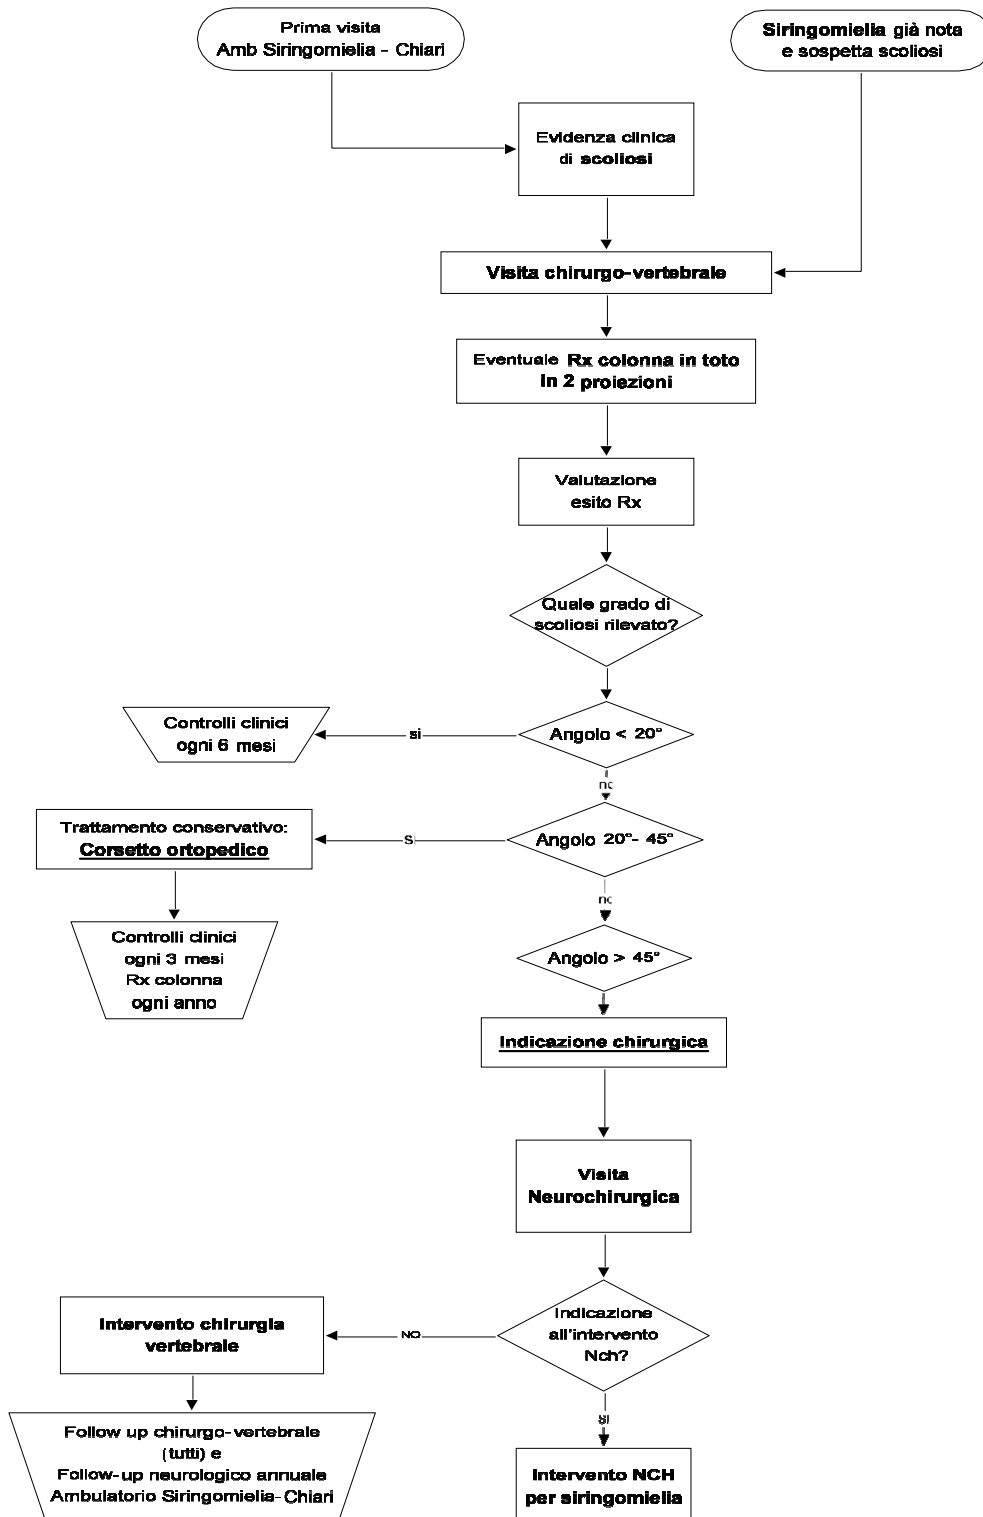 Prima visita
Amb Siringomielia - Chiari
Siringomiella già nota
e sospetta scoliosi
Evidenza clinica
di scoliosi
Visita chirurgo-vertebrale
Eventuale Rx colonna in toto
In 2 proiezioni
Valutazione
esito Rx
Quale grado di
scoliosi rilevato?
Angolo < 20°
si
Controlli clinici
ogni 6 mesi
no
Angolo 20°- 45°
Si
Trattamento conservativo:
Corsetto ortopedico
Controlli clinici
ogni 3 mesi
Rx colonna
ogni anno
no
Angolo > 45°
Indicazione chirurgica
Visita
Neurochirurgica
Indicazione
all'intervento
Nch?
NO
Intervento chirurgia
vertebrale
Follow up chirurgo-vertebrale
(tutti) e
Follow-up neurologico annuale
Ambulatorio Siringomielia-Chiari
SI
Intervento NCH
per siringomielia